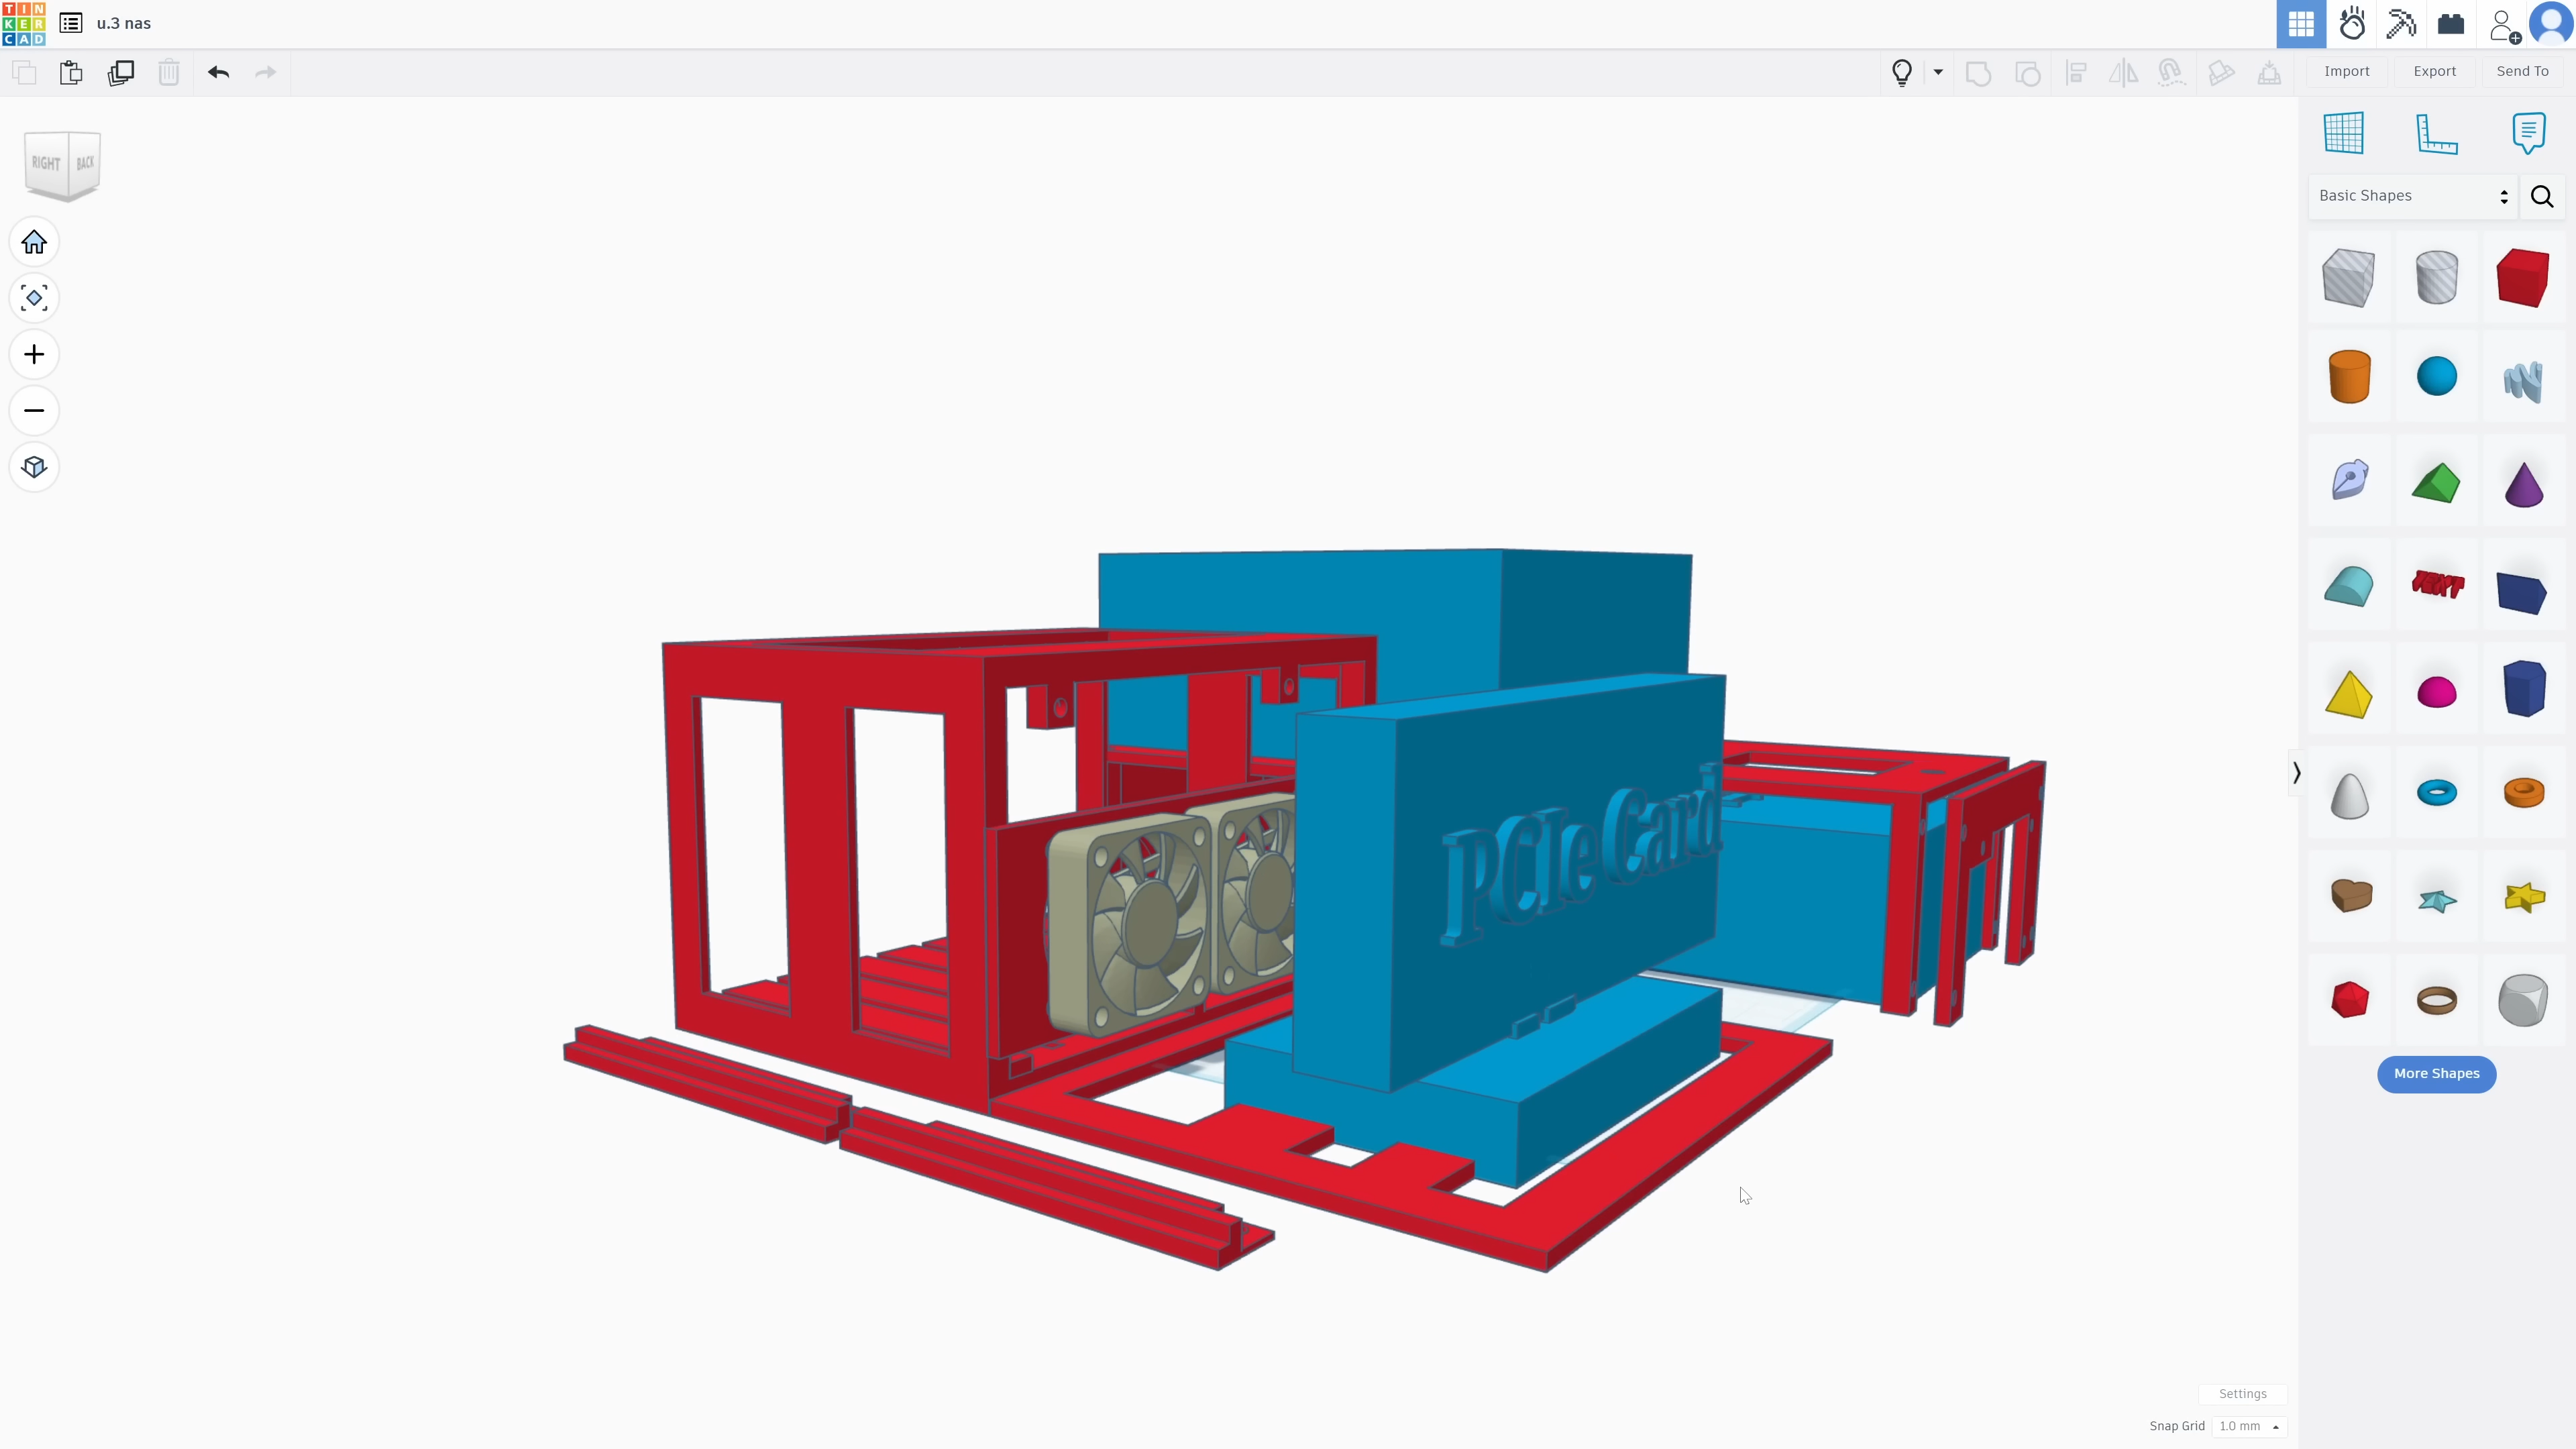 TIN
KER
CAD
u.3 nas
Import
Export
Send To
RIGHT
BACK
Basic Shapes
TEXT
PCIe Card
More Shapes
Settings
Snap Grid
1.0 mm